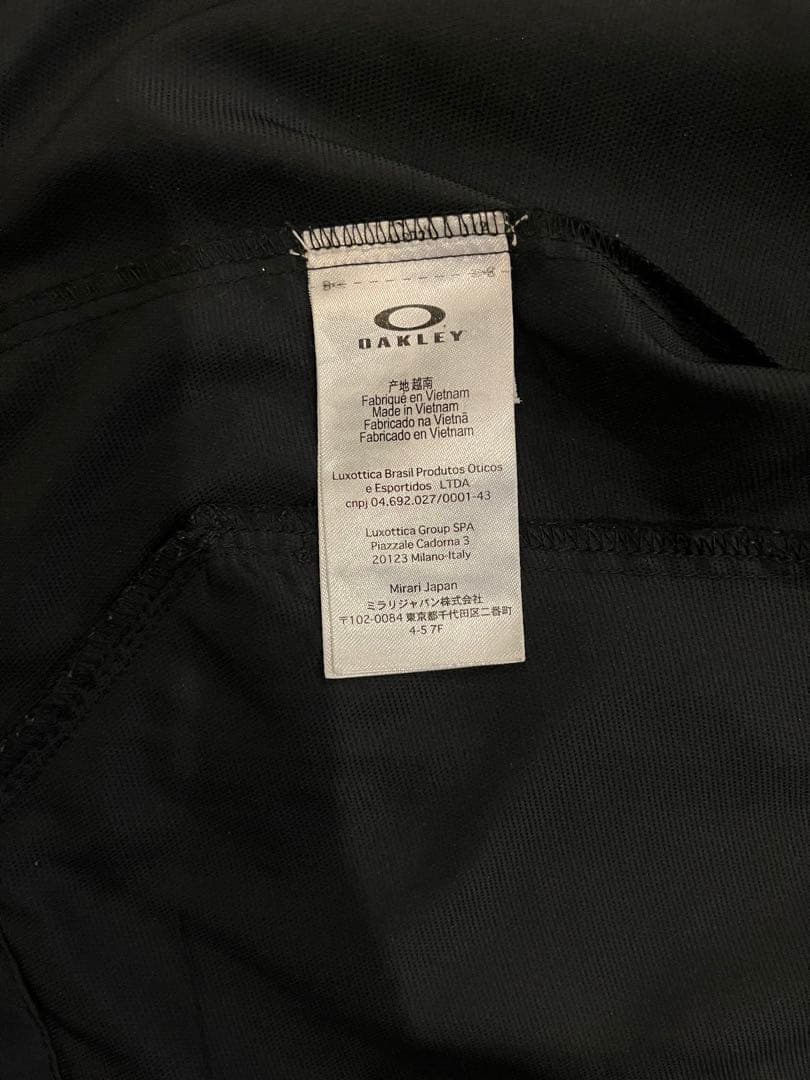 OAKLEY
产地 越南
Fabriqué en Vietnam
Made in Vietnam
Fabricado na Vietnã
Fabricado en Vietnam
Luxottica Brasil Produtos Oticos
e Esportidos LTDA
cnpj 04.692.027/0001-43
Luxottica Group SPA
Piazzale Cadorna 3
20123 Milano-Italy
Mirari Japan
ミラリジャパン株式会社
〒102-0084 東京都千代田区二番町
4-5 7F